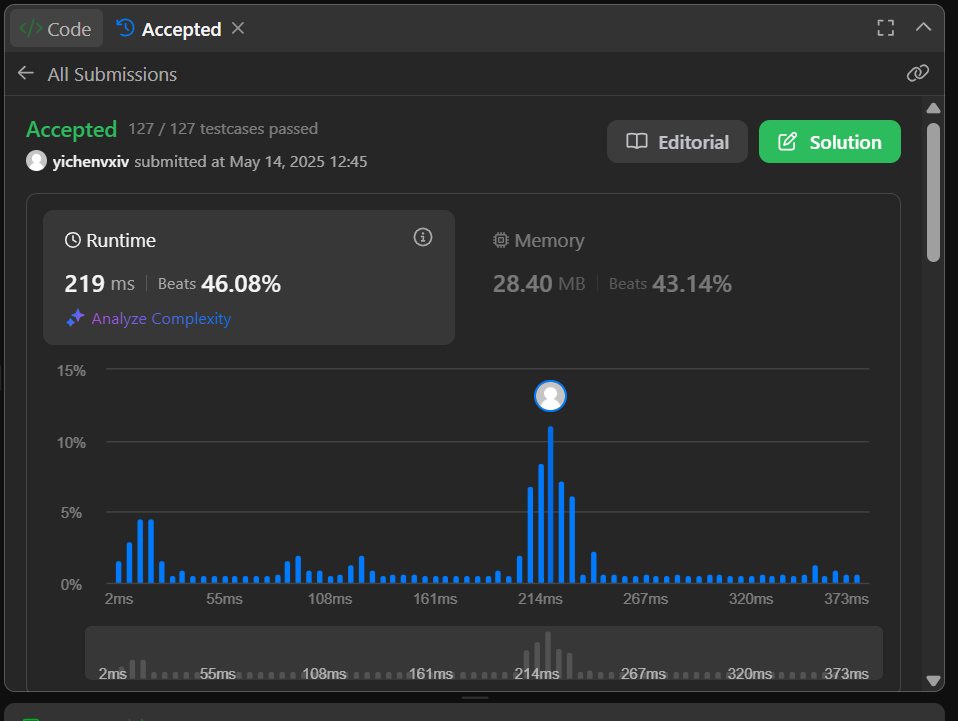 </> Code Accepted
All Submissions
Accepted 127 / 127 testcases passed
yichenvxiv submitted at May 14, 2025 12:45
Editorial
Solution
Runtime
219 ms Beats 46.08%
Analyze Complexity
Memory
28.40 MB Beats 43.14%
15%
10%
5%
0%
2ms 55ms 108ms 161ms 214ms 267ms 320ms 373ms
2ms 55ms 108ms 161ms 214ms 267ms 320ms 373ms